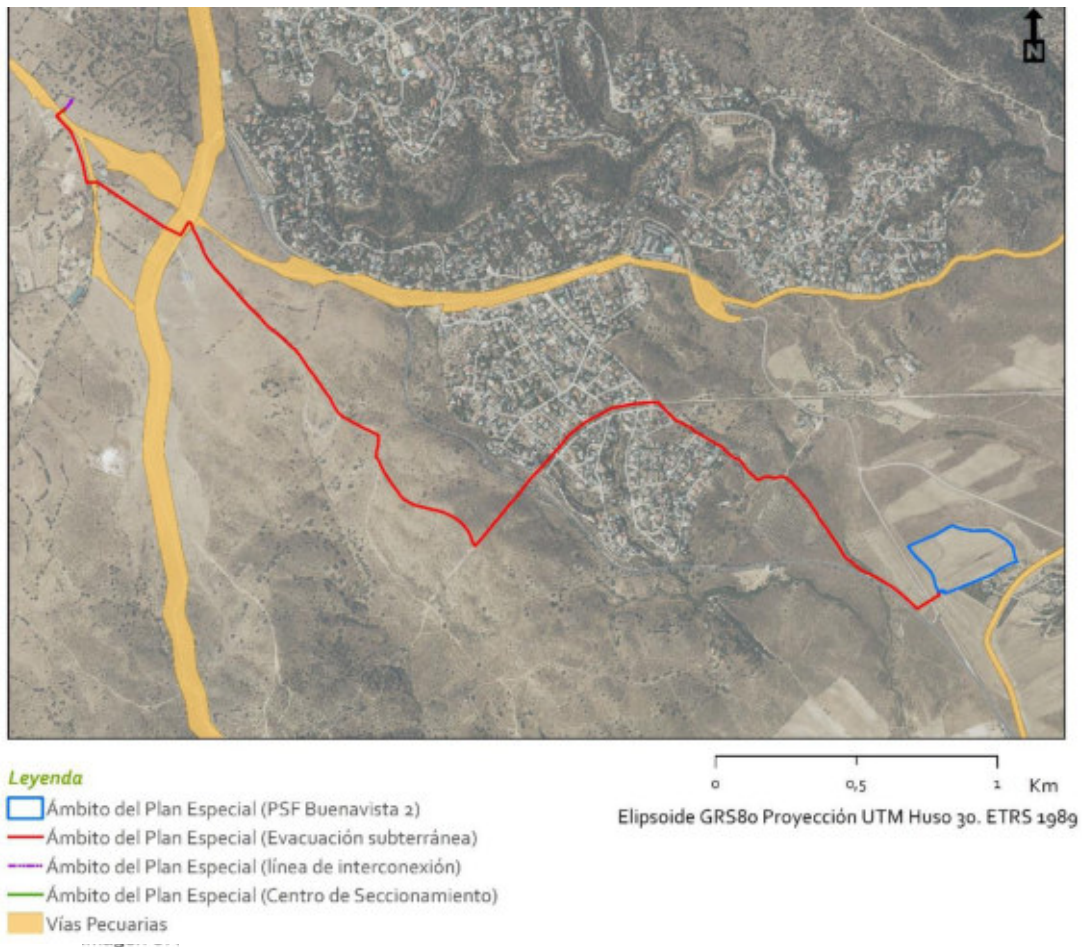 N
Leyenda
Ámbito del Plan Especial (PSF Buenavista 2)
Ámbito del Plan Especial (Evacuación subterránea)
Ámbito del Plan Especial (línea de interconexión)
Ámbito del Plan Especial (Centro de Seccionamiento)
Vías Pecuarias
0 0,5 1 Km
Elipsoide GRS80 Proyección UTM Huso 30. ETRS 1989